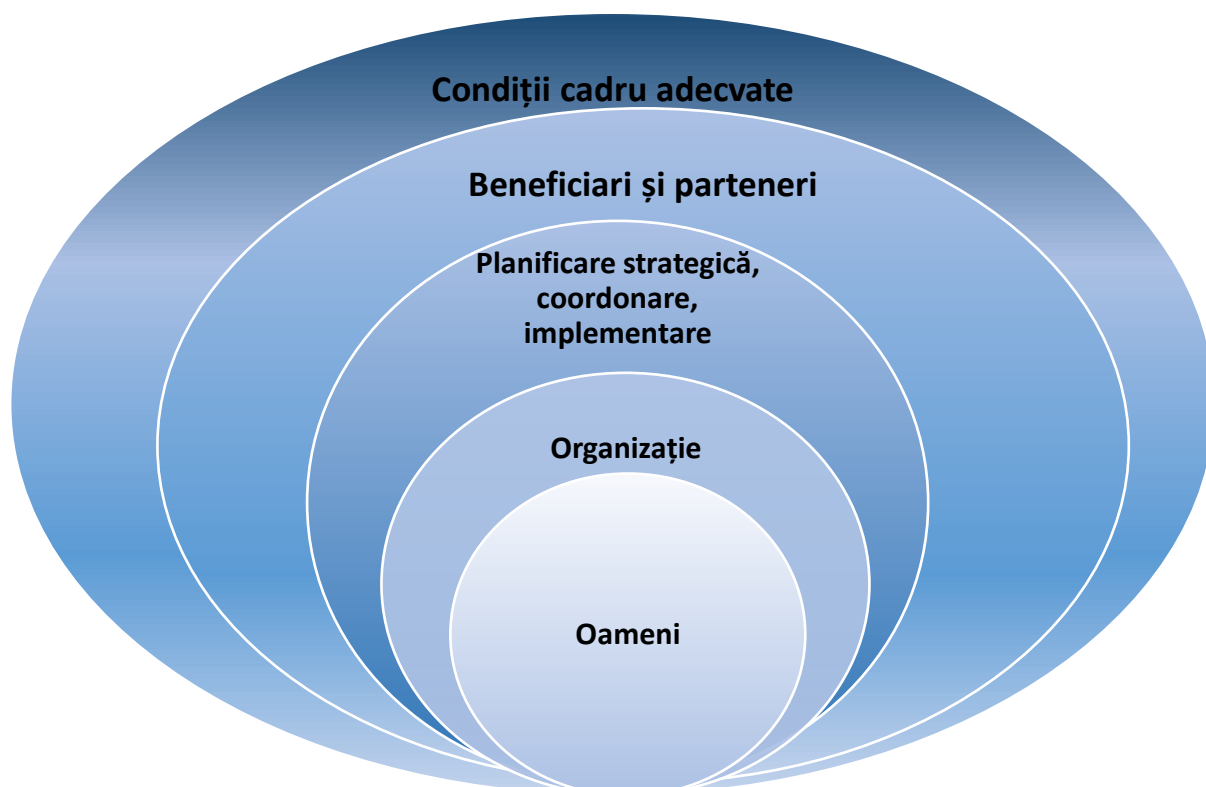 Condiții cadru adecvate
Beneficiari și parteneri
Planificare strategică,
coordonare,
implementare
Organizație
Oameni